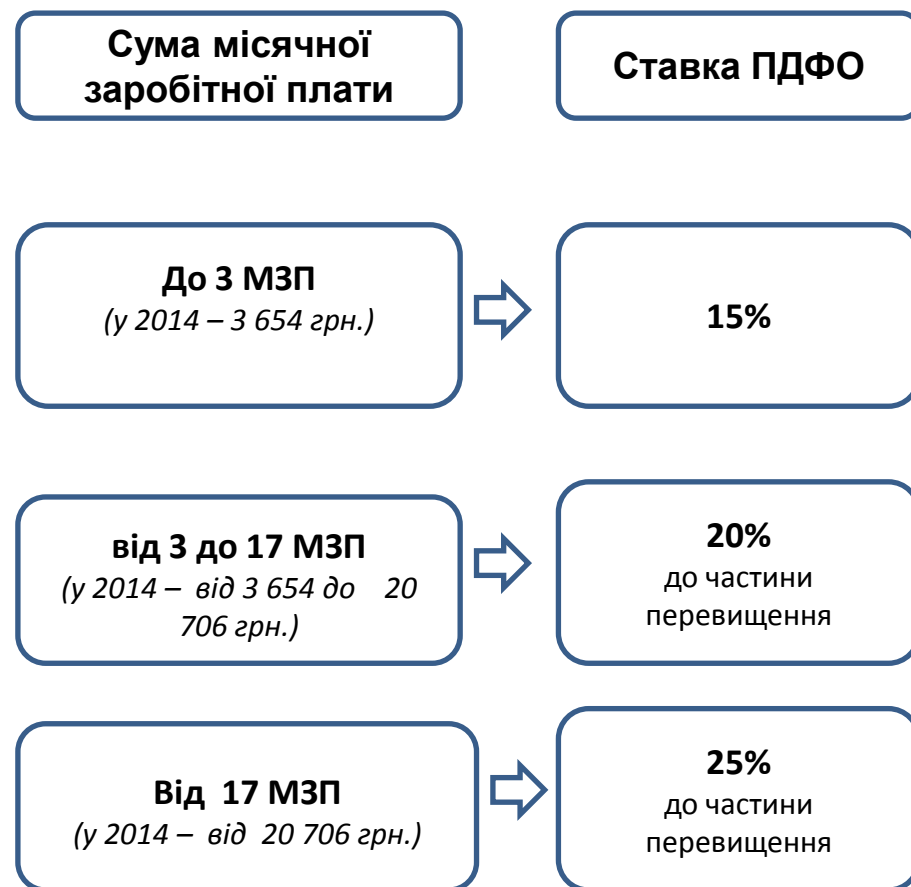 Сума місячної
заробітної плати
Ставка ПДФО
До 3 МЗП
(у 2014 – 3 654 грн.)
15%
від 3 до 17 МЗП
(у 2014 – від 3 654 до 20
706 грн.)
20%
до частини
перевищення
Від 17 МЗП
(у 2014 – від 20 706 грн.)
25%
до частини
перевищення